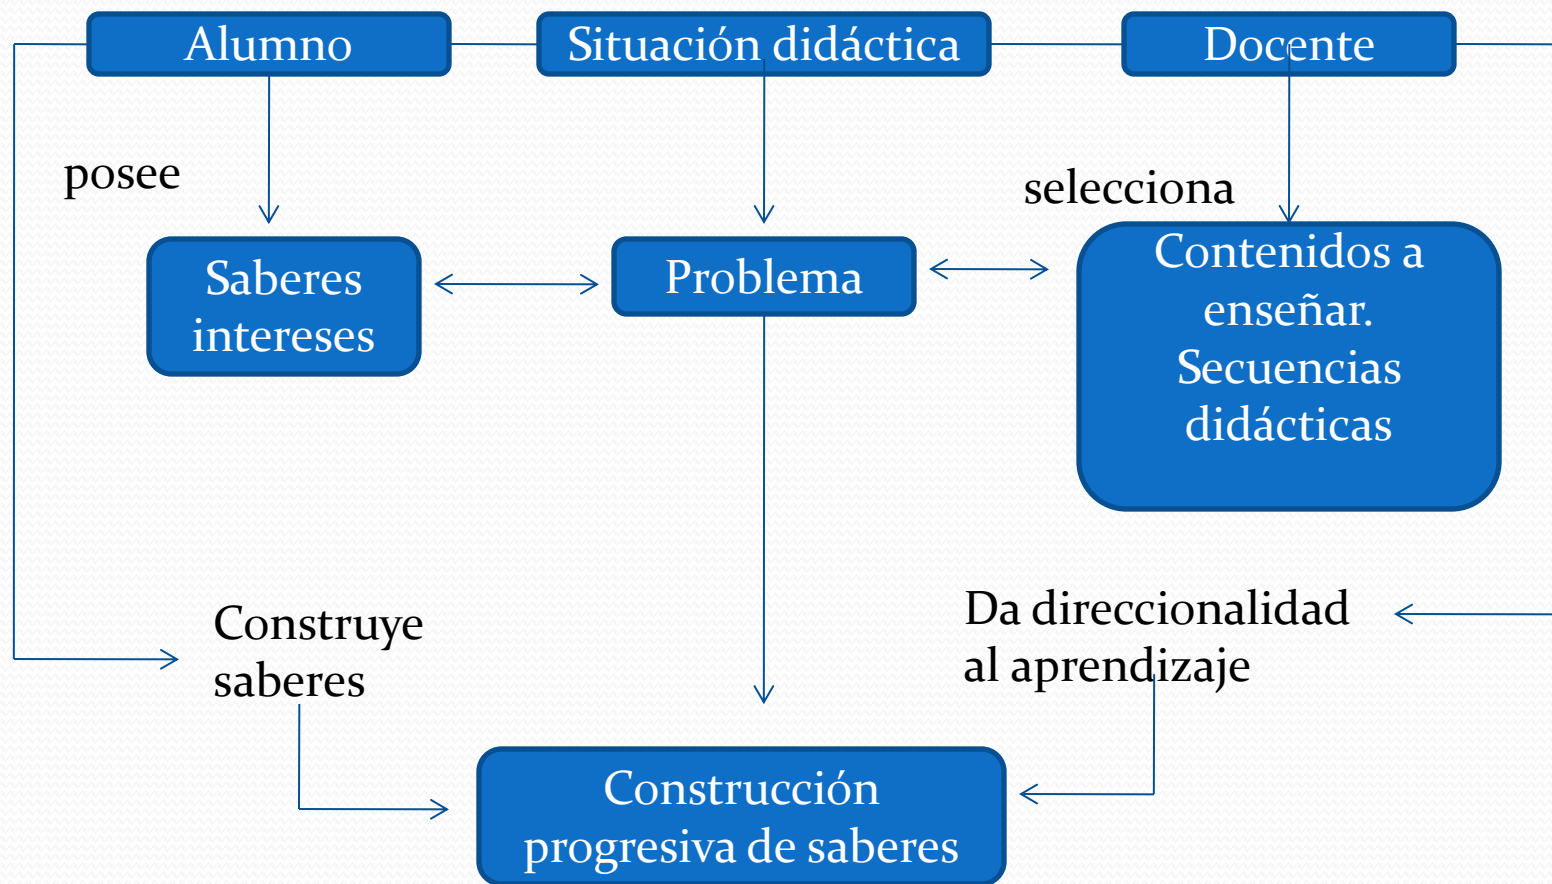 Alumno
Situación didáctica
Docente
posee
selecciona
Saberes
intereses
Problema
Contenidos a
enseñar.
Secuencias
didácticas
Construye
saberes
Da direccionalidad
al aprendizaje
Construcción
progresiva de saberes